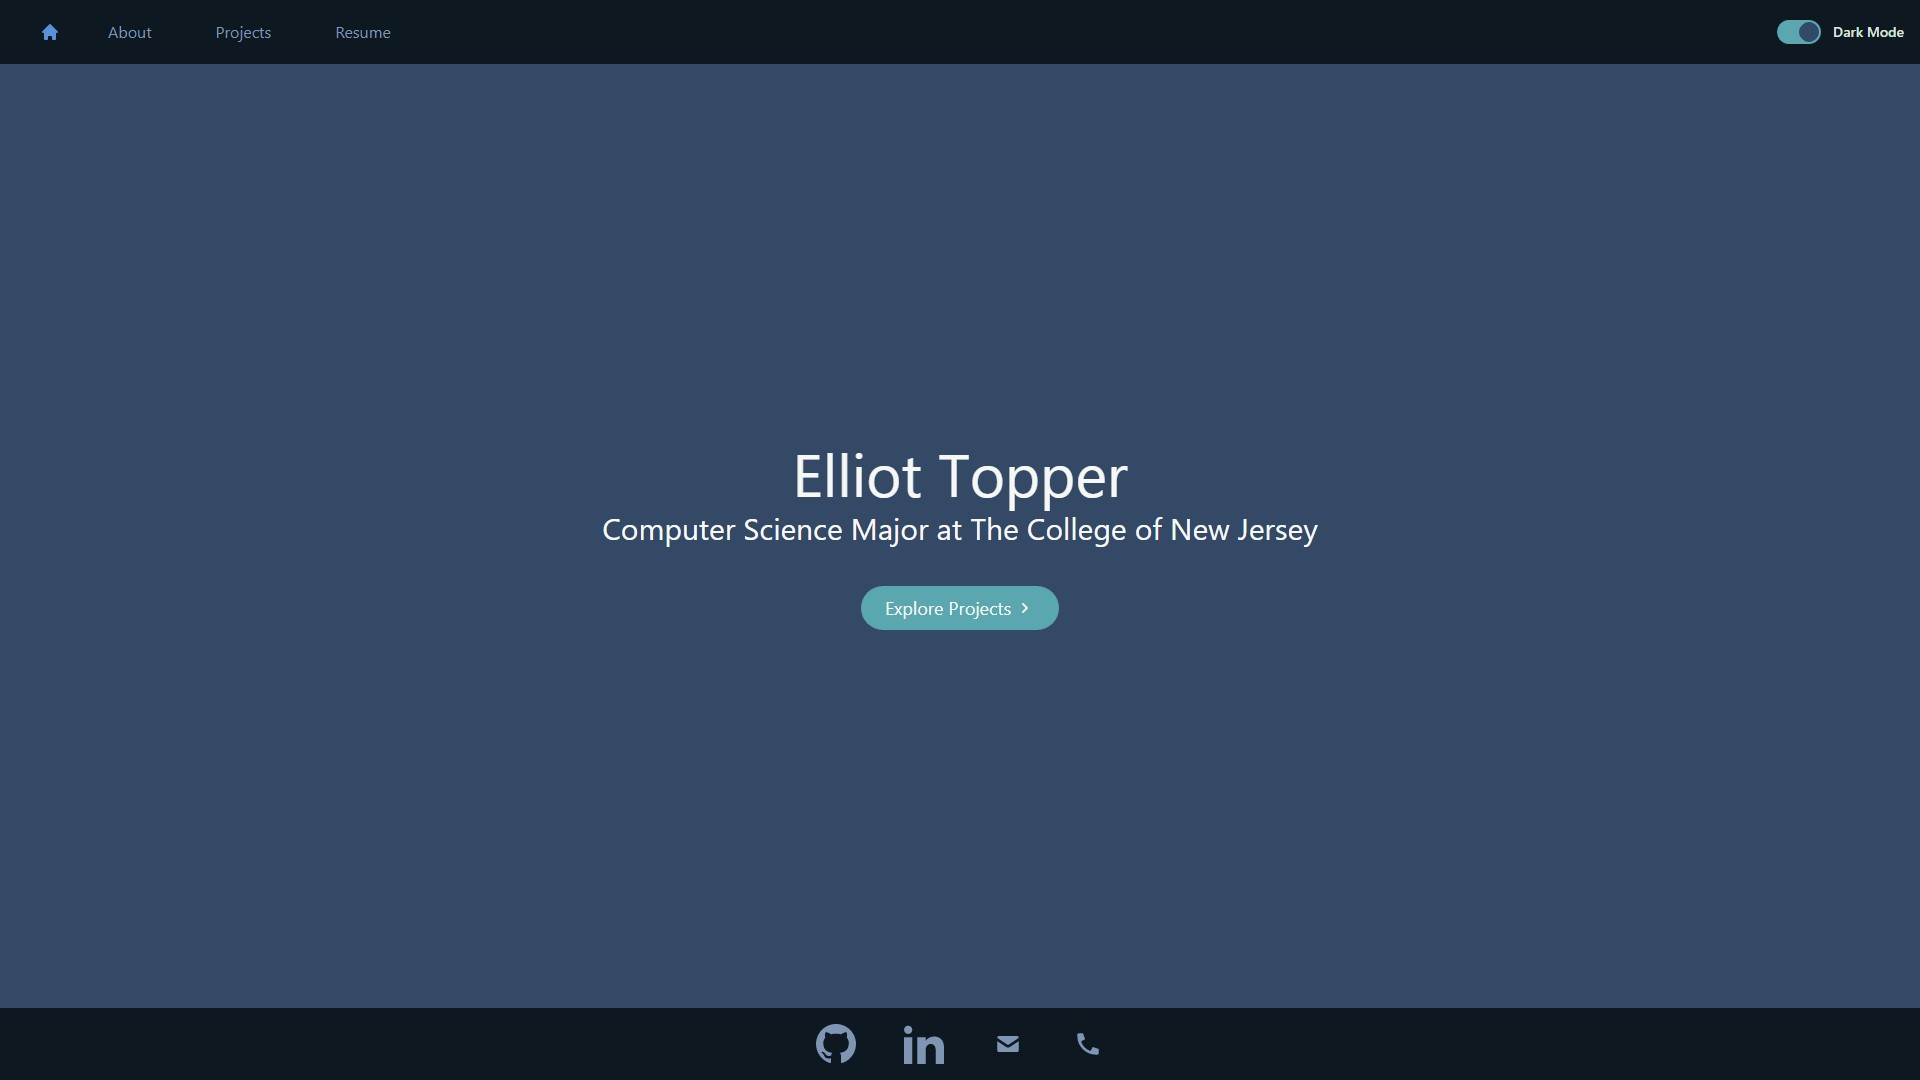 About
Projects
Resume
Dark Mode
Elliot Topper
Computer Science Major at The College of New Jersey
Explore Projects
in